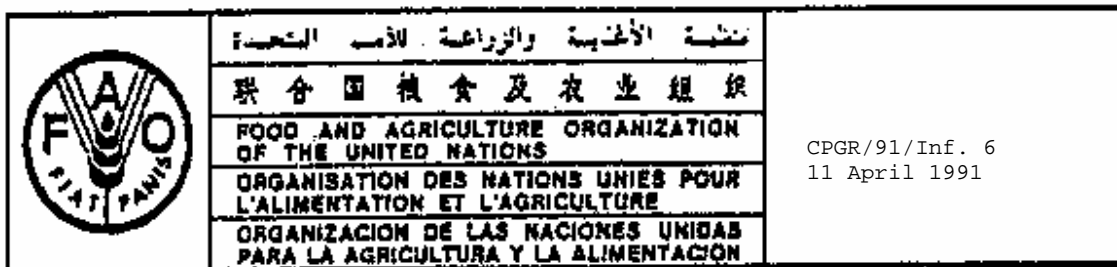 FAO
FIAT PANIS
منظمة الأغذية والزراعة للأمم المتحدة
联合国粮食及农业组织
FOOD AND AGRICULTURE ORGANIZATION
OF THE UNITED NATIONS
ORGANISATION DES NATIONS UNIES POUR
L'ALIMENTATION ET L'AGRICULTURE
ORGANIZACION DE LAS NACIONES UNIDAS
PARA LA AGRICULTURA Y LA ALIMENTACION
CPGR/91/Inf. 6
11 April 1991